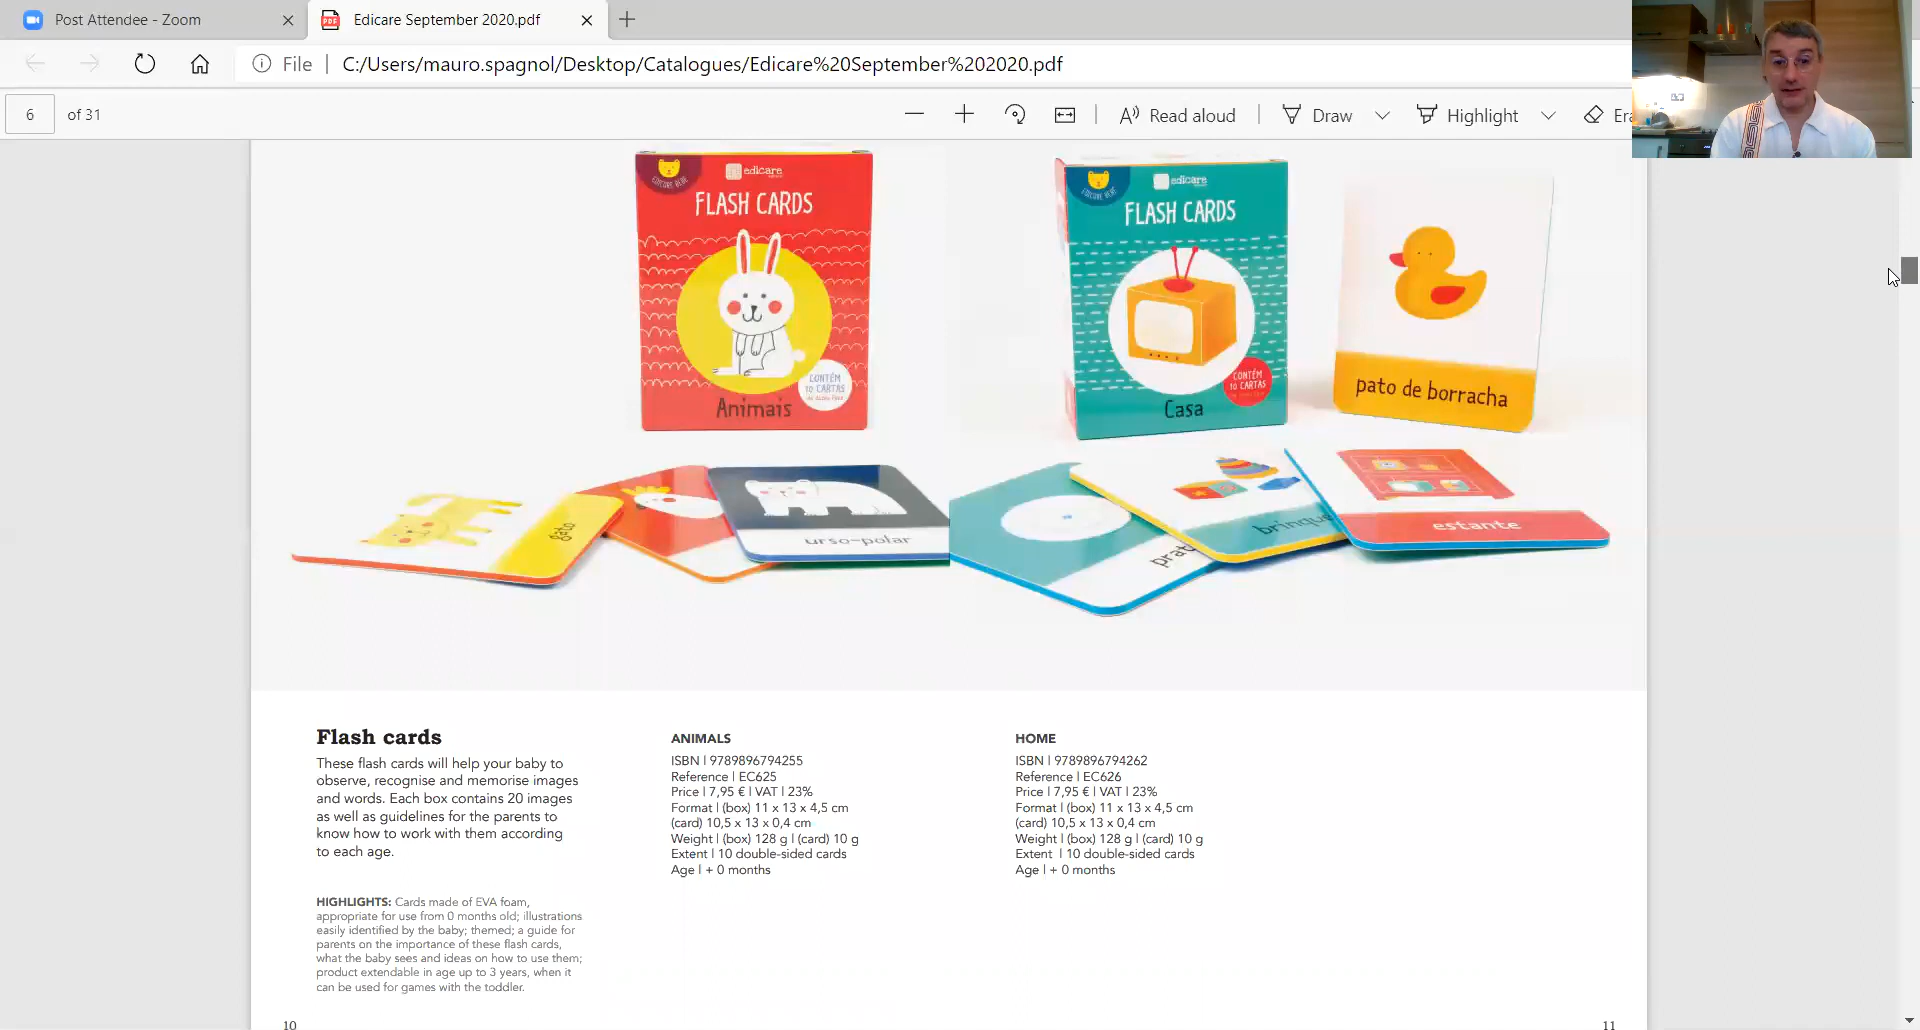 Post Attendee - Zoom
Edicare September 2020.pdf
File
C:/Users/mauro.spagnol/Desktop/Catalogues/Edicare%20September%202020.pdf
6 of 31
Read aloud
Draw
Highlight
EDICARE BEBÉ
edicare
FLASH CARDS
CONTÉM
10 CARTAS
Animais
EDICARE BEBÉ
edicare
FLASH CARDS
CONTÉM
10 CARTAS
Casa
pato de borracha
gato
urso-polar
estante
Flash cards
These flash cards will help your baby to
observe, recognise and memorise images
and words. Each box contains 20 images
as well as guidelines for the parents to
know how to work with them according
to each age.
HIGHLIGHTS: Cards made of EVA foam,
appropriate for use from 0 months old; illustrations
easily identified by the baby; themed; a guide for
parents on the importance of these flash cards,
what the baby sees and ideas on how to use them;
product extendable in age up to 3 years, when it
can be used for games with the toddler.
ANIMALS
ISBN | 9789896794255
Reference | EC625
Price | 7,95 € | VAT | 23%
Format | (box) 11 x 13 x 4,5 cm
(card) 10,5 x 13 x 0,4 cm
Weight | (box) 128 g | (card) 10 g
Extent | 10 double-sided cards
Age | + 0 months
HOME
ISBN | 9789896794262
Reference | EC626
Price | 7,95 € | VAT | 23%
Format | (box) 11 x 13 x 4,5 cm
(card) 10,5 x 13 x 0,4 cm
Weight | (box) 128 g | (card) 10 g
Extent | 10 double-sided cards
Age | + 0 months
10
11